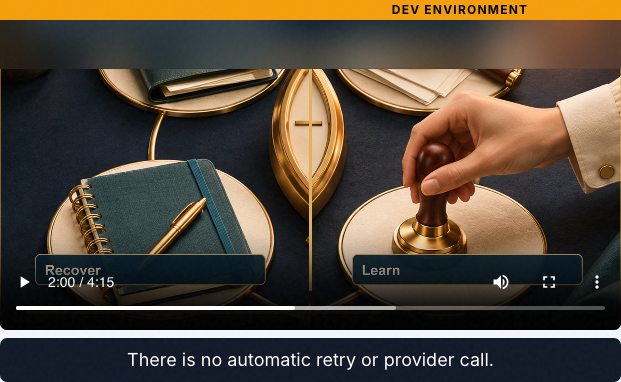 DEV ENVIRONMENT
Recover
Learn
2:00 / 4:15
There is no automatic retry or provider call.